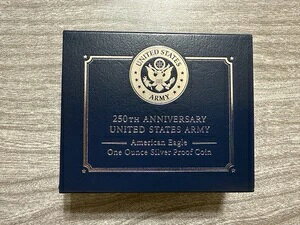 UNITED STATES
ARMY
250TH ANNIVERSARY
UNITED STATES ARMY
American Eagle
One Ounce Silver Proof Coin